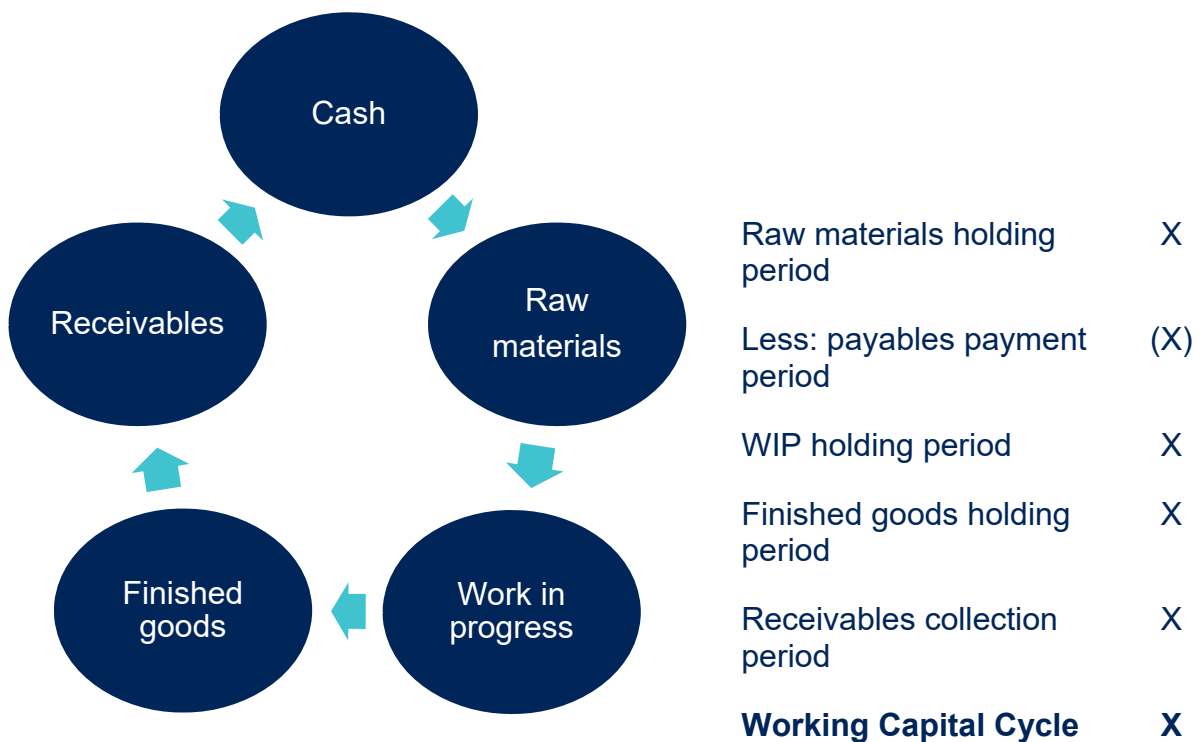 Cash
Raw
materials
Work in
progress
Finished
goods
Receivables
Raw materials holding X
period
Less: payables payment (X)
period
WIP holding period X
Finished goods holding X
period
Receivables collection X
period
Working Capital Cycle X